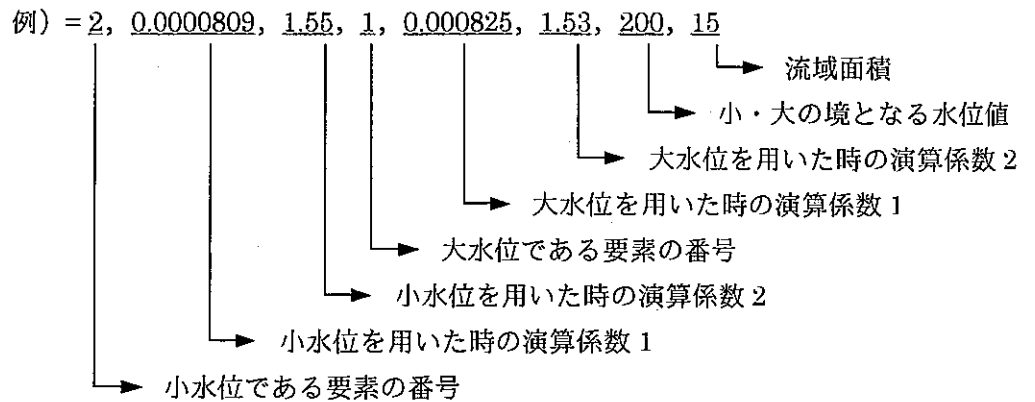 例）= 2, 0.0000809, 1.55, 1, 0.000825, 1.53, 200, 15
流域面積
小・大の境となる水位値
大水位を用いた時の演算係数 2
大水位を用いた時の演算係数 1
大水位である要素の番号
小水位を用いた時の演算係数 2
小水位を用いた時の演算係数 1
小水位である要素の番号